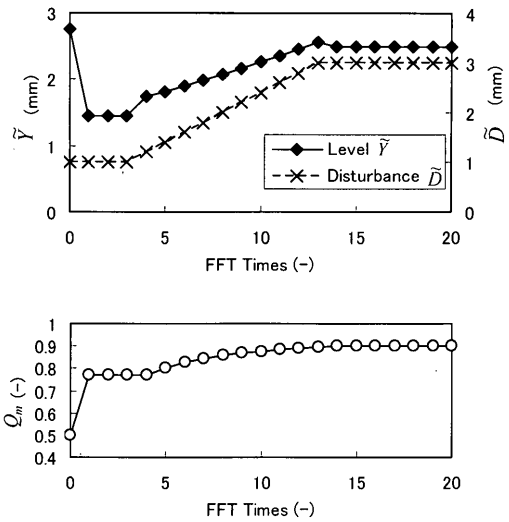 3
2
1
0
Ỹ (mm)
4
3
2
1
0
D̃ (mm)
Level Ỹ
Disturbance D̃
0 5 10 15 20
FFT Times (-)
1
0.9
0.8
0.7
0.6
0.5
0.4
Qm (-)
0 5 10 15 20
FFT Times (-)